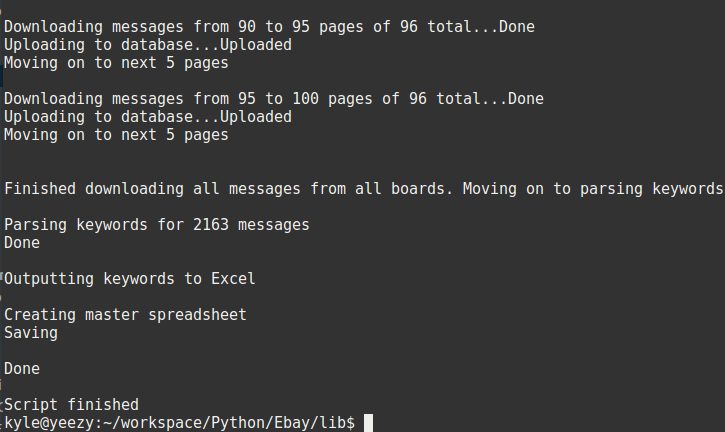 Downloading messages from 90 to 95 pages of 96 total...Done
Uploading to database...Uploaded
Moving on to next 5 pages
Downloading messages from 95 to 100 pages of 96 total...Done
Uploading to database...Uploaded
Moving on to next 5 pages
Finished downloading all messages from all boards. Moving on to parsing keywords
Parsing keywords for 2163 messages
Done
Outputting keywords to Excel
Creating master spreadsheet
Saving
Done
Script finished
kyle@yeezy:~/workspace/Python/Ebay/lib$